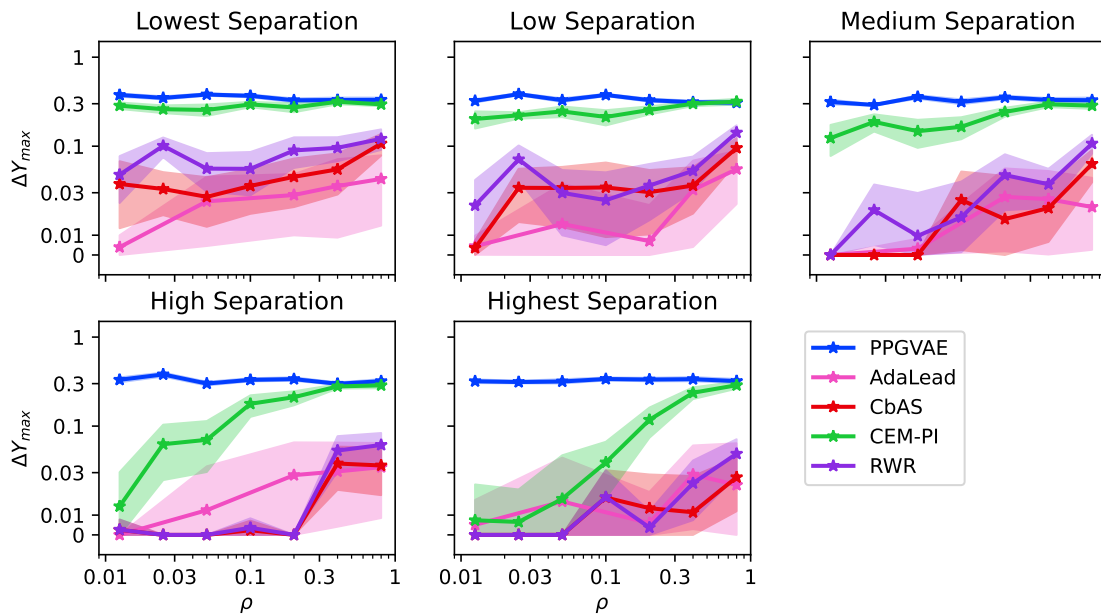 Lowest Separation
Low Separation
Medium Separation
ΔY_max
1
0.3
0.1
0.03
0.01
0
High Separation
Highest Separation
ΔY_max
1
0.3
0.1
0.03
0.01
0
0.01 0.03 0.1 0.3 1
ρ
0.01 0.03 0.1 0.3 1
ρ
PPGVAE
AdaLead
CbAS
CEM-PI
RWR